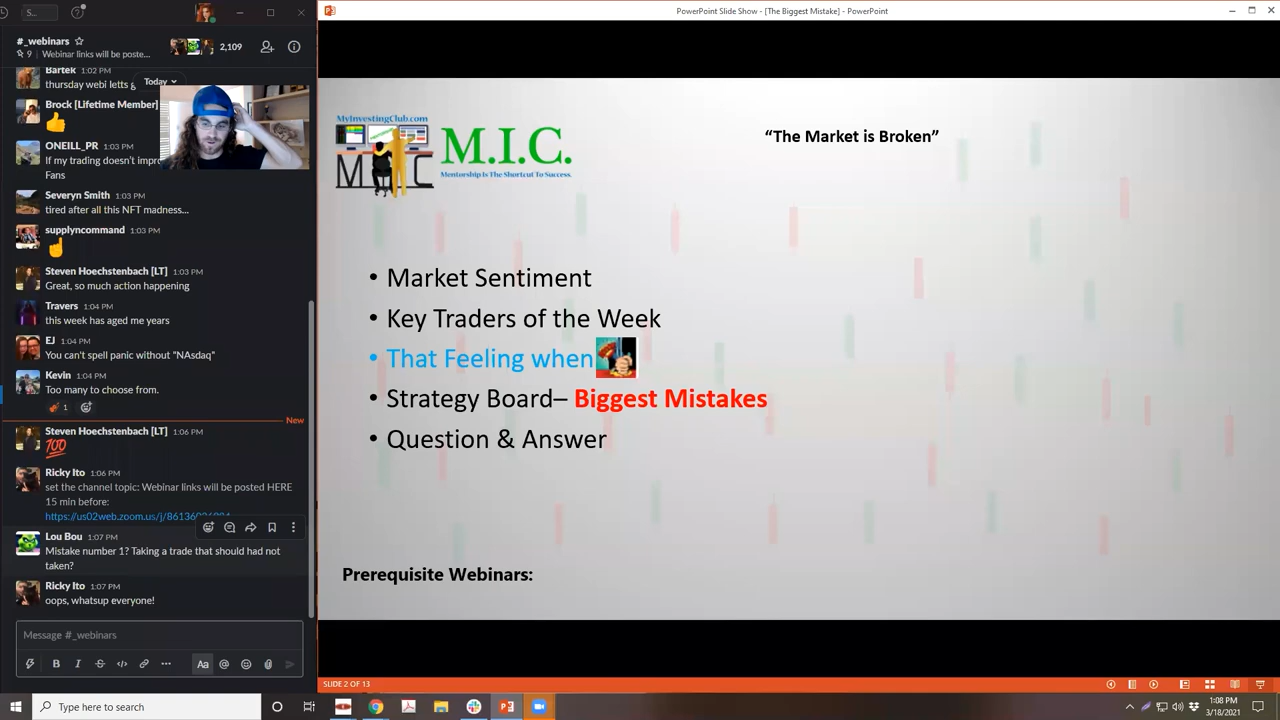 S...
PowerPoint Slide Show - [The Biggest Mistake] - PowerPoint
#_webinars
9 | Webinar links will be poste...
2,109
Bartek 1:02 PM
thursday webi letts g
Today
Brock [Lifetime Member]
ONEILL_PR 1:03 PM
If my trading doesn't impr
Fans
Severyn Smith 1:03 PM
tired after all this NFT madness...
supplyncommand 1:03 PM
Steven Hoechstenbach [LT] 1:03 PM
Great, so much action happening
Travers 1:04 PM
this week has aged me years
EJ 1:04 PM
You can't spell panic without "NAsdaq"
Kevin 1:04 PM
Too many to choose from.
1
New
Steven Hoechstenbach [LT] 1:06 PM
100
Ricky Ito 1:06 PM
set the channel topic: Webinar links will be posted HERE
15 min before:
Lou Bou 1:07 PM
Mistake number 1? Taking a trade that should had not
taken?
Ricky Ito 1:07 PM
oops, whatsup everyone!
Message #_webinars
B I S Aa @
MyInvestingClub.com
MIC
M.I.C.
Mentorship Is The Shortcut To Success.
“The Market is Broken”
• Market Sentiment
• Key Traders of the Week
• That Feeling when
• Strategy Board– Biggest Mistakes
• Question & Answer
Prerequisite Webinars:
SLIDE 2 OF 13
Type here to search
1:08 PM
3/18/2021